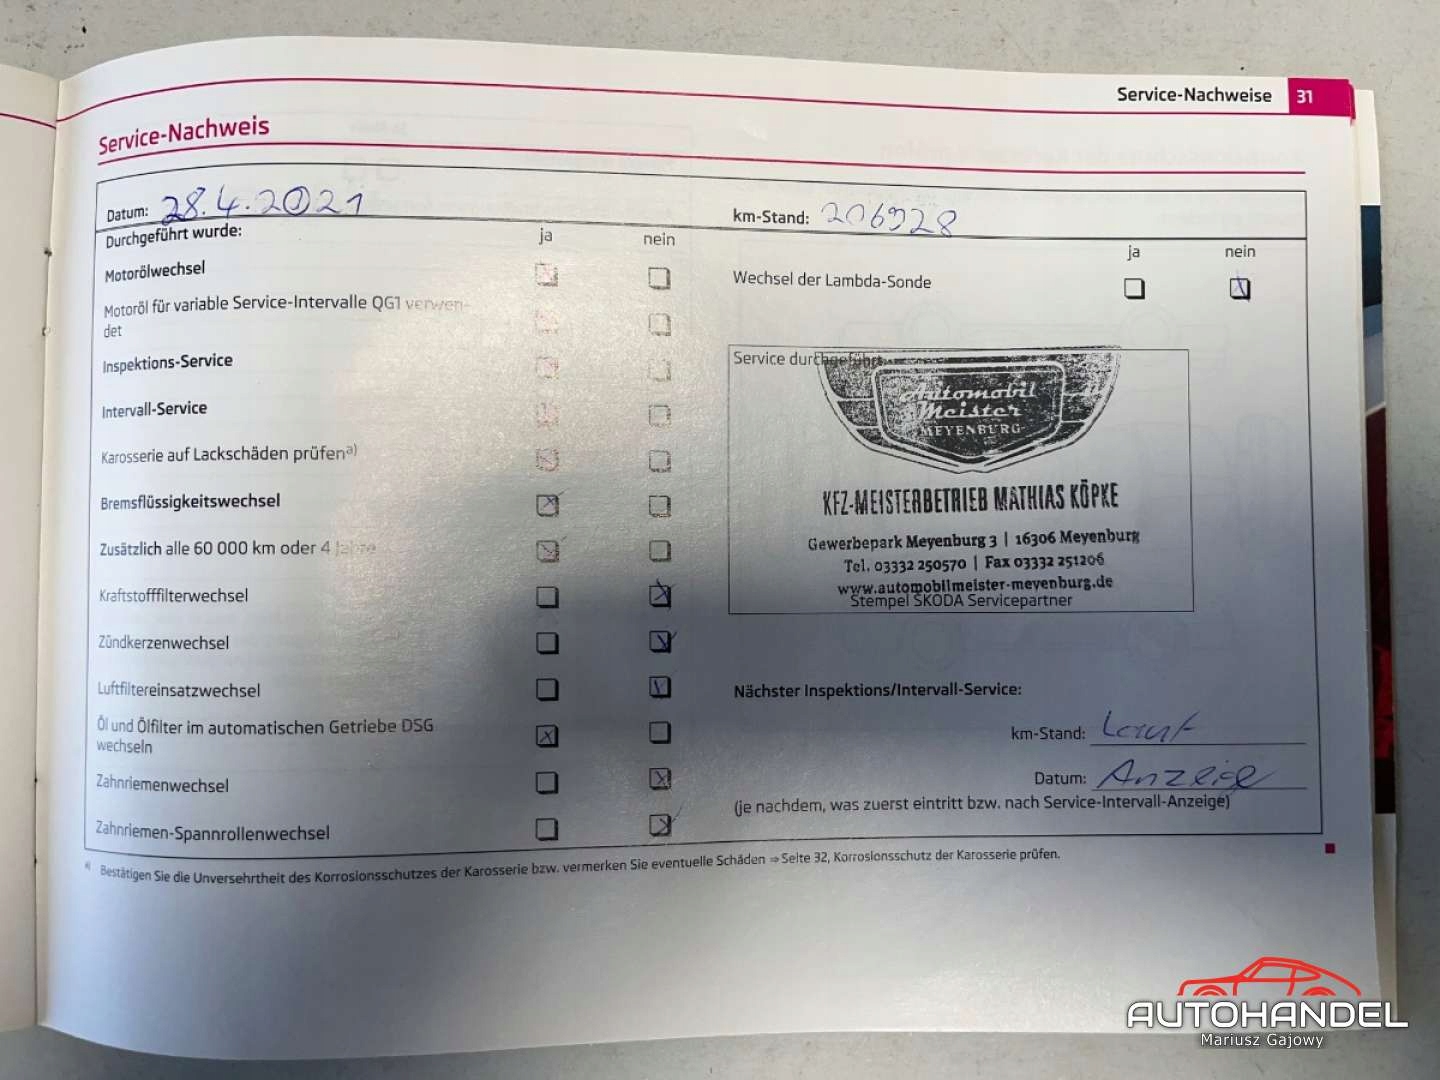 Service-Nachweise 31
Service-Nachweis
Datum: 28.4.2021
km-Stand: 206928
Durchgeführt wurde:
ja nein
Motorölwechsel
Motoröl für variable Service-Intervalle QG1 verwen-
det
Inspektions-Service
Intervall-Service
Karosserie auf Lackschäden prüfena)
Bremsflüssigkeitswechsel
Zusätzlich alle 60 000 km oder 4 Jahre
Kraftstofffilterwechsel
Zündkerzenwechsel
Luftfiltereinsatzwechsel
Öl und Ölfilter im automatischen Getriebe DSG
wechseln
Zahnriemenwechsel
Zahnriemen-Spannrollenwechsel
ja nein
Wechsel der Lambda-Sonde
Service durchgeführt:
Automobil
Meister
MEYENBURG
KFZ-MEISTERBETRIEB MATHIAS KÖPKE
Gewerbepark Meyenburg 3 | 16306 Meyenburg
Tel. 03332 250570 | Fax 03332 251206
www.automobilmeister-meyenburg.de
Stempel ŠKODA Servicepartner
Nächster Inspektions/Intervall-Service:
km-Stand: Laut
Datum: Anzeige
(je nachdem, was zuerst eintritt bzw. nach Service-Intervall-Anzeige)
a) Bestätigen Sie die Unversehrtheit des Korrosionsschutzes der Karosserie bzw. vermerken Sie eventuelle Schäden ⇒ Seite 32, Korrosionsschutz der Karosserie prüfen.
AUTOHANDEL
Mariusz Gajowy